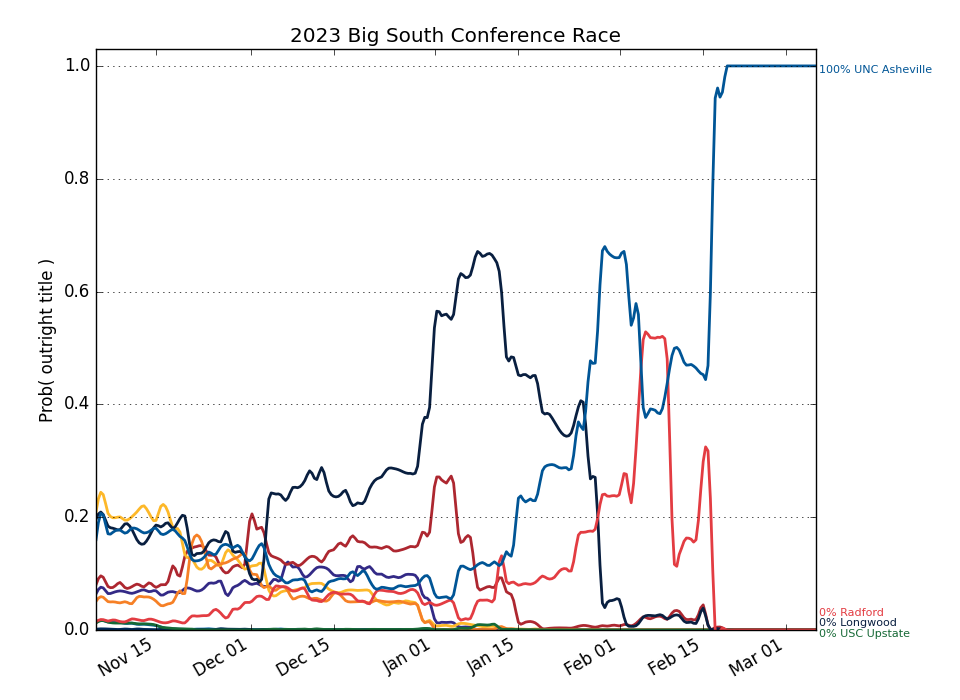 2023 Big South Conference Race
Prob( outright title )
1.0
0.8
0.6
0.4
0.2
0.0
100% UNC Asheville
0% Radford
0% Longwood
0% USC Upstate
Nov 15
Dec 01
Dec 15
Jan 01
Jan 15
Feb 01
Feb 15
Mar 01